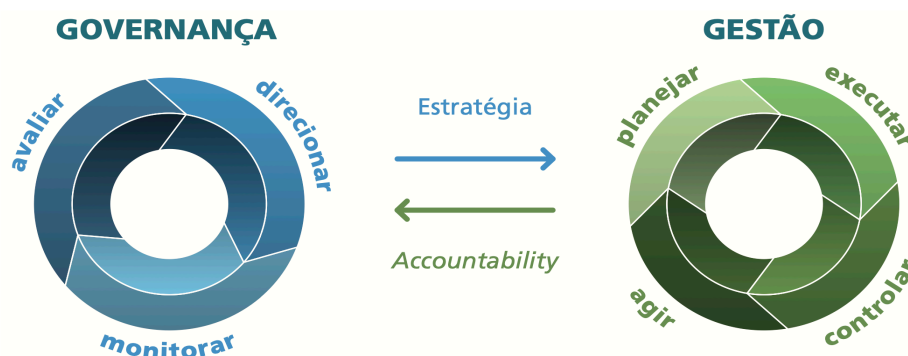 GOVERNANÇA
GESTÃO
avaliar
direcionar
monitorar
Estratégia
Accountability
planejar
executar
controlar
agir